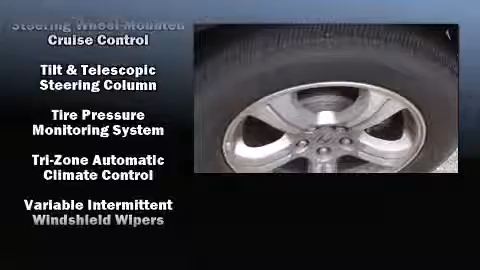 Steering Wheel-Mounted
Cruise Control
Tilt & Telescopic
Steering Column
Tire Pressure
Monitoring System
Tri-Zone Automatic
Climate Control
Variable Intermittent
Windshield Wipers